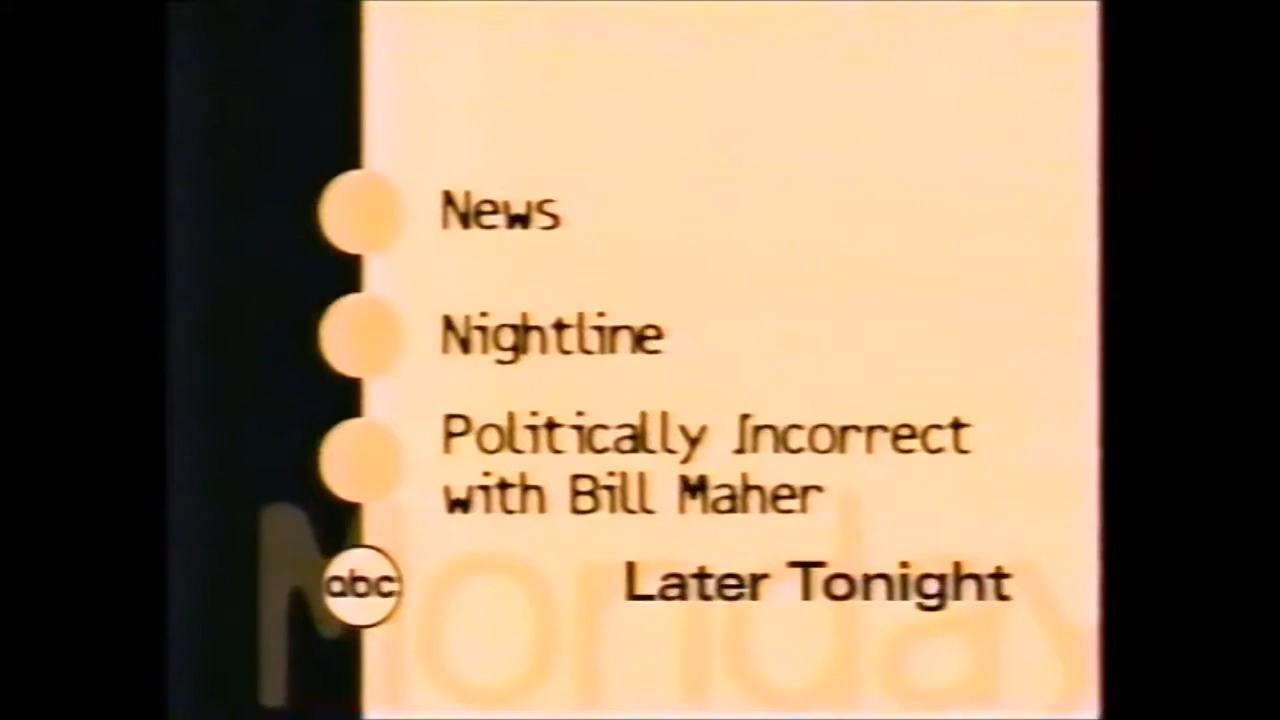 News
Nightline
Politically Incorrect
with Bill Maher
abc
Later Tonight
Monday